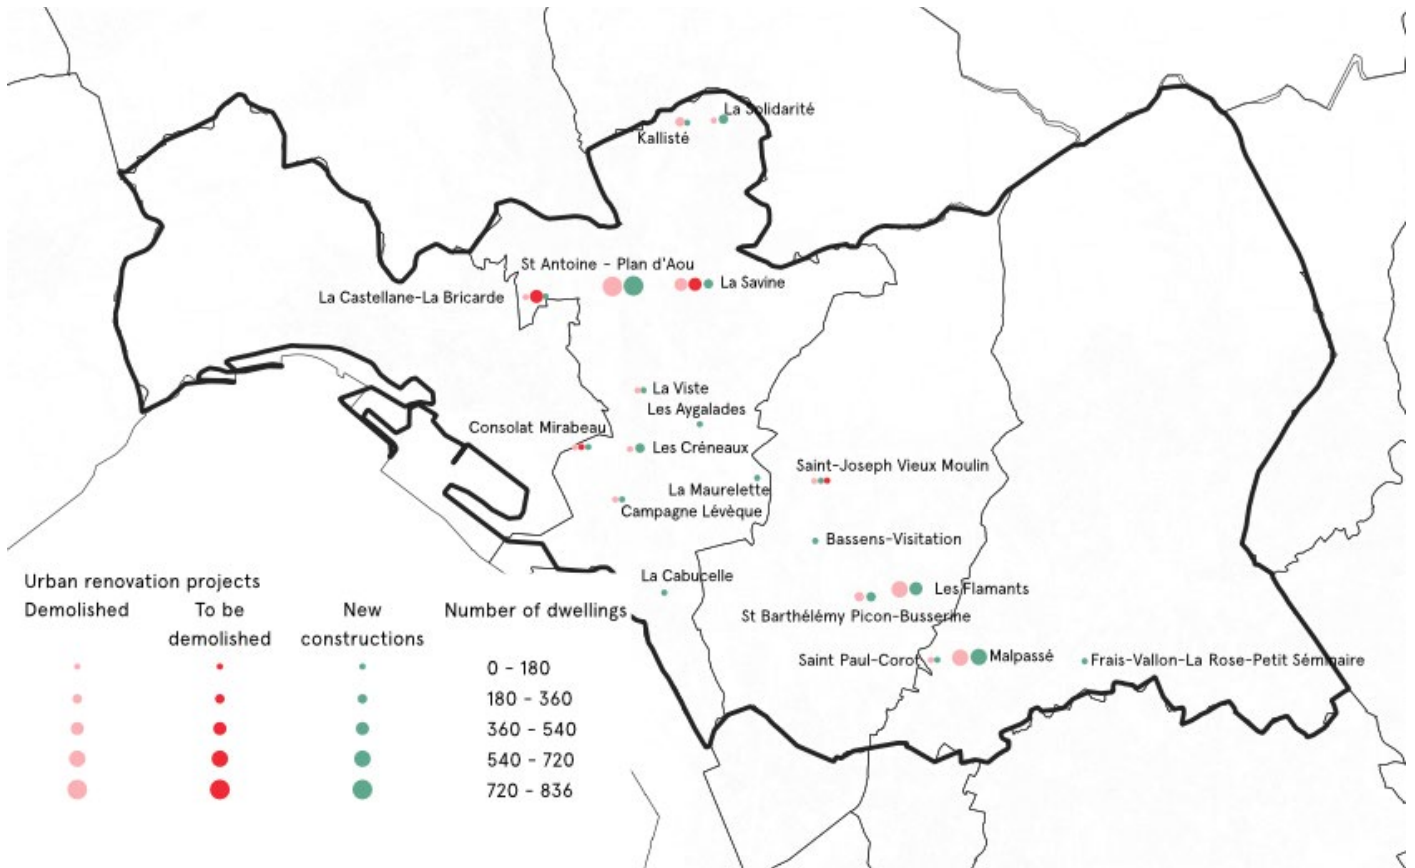 La Solidarité
Kallisté
St Antoine - Plan d'Aou
La Savine
La Castellane-La Bricarde
La Viste
Les Aygalades
Consolat Mirabeau
Les Créneaux
Saint-Joseph Vieux Moulin
La Maurelette
Campagne Lévèque
Bassens-Visitation
La Cabucelle
Les Flamants
St Barthélémy Picon-Busserine
Saint Paul-Corot
Malpassé
Frais-Vallon-La Rose-Petit Séminaire
Urban renovation projects
Demolished To be demolished New constructions Number of dwellings
0 - 180
180 - 360
360 - 540
540 - 720
720 - 836